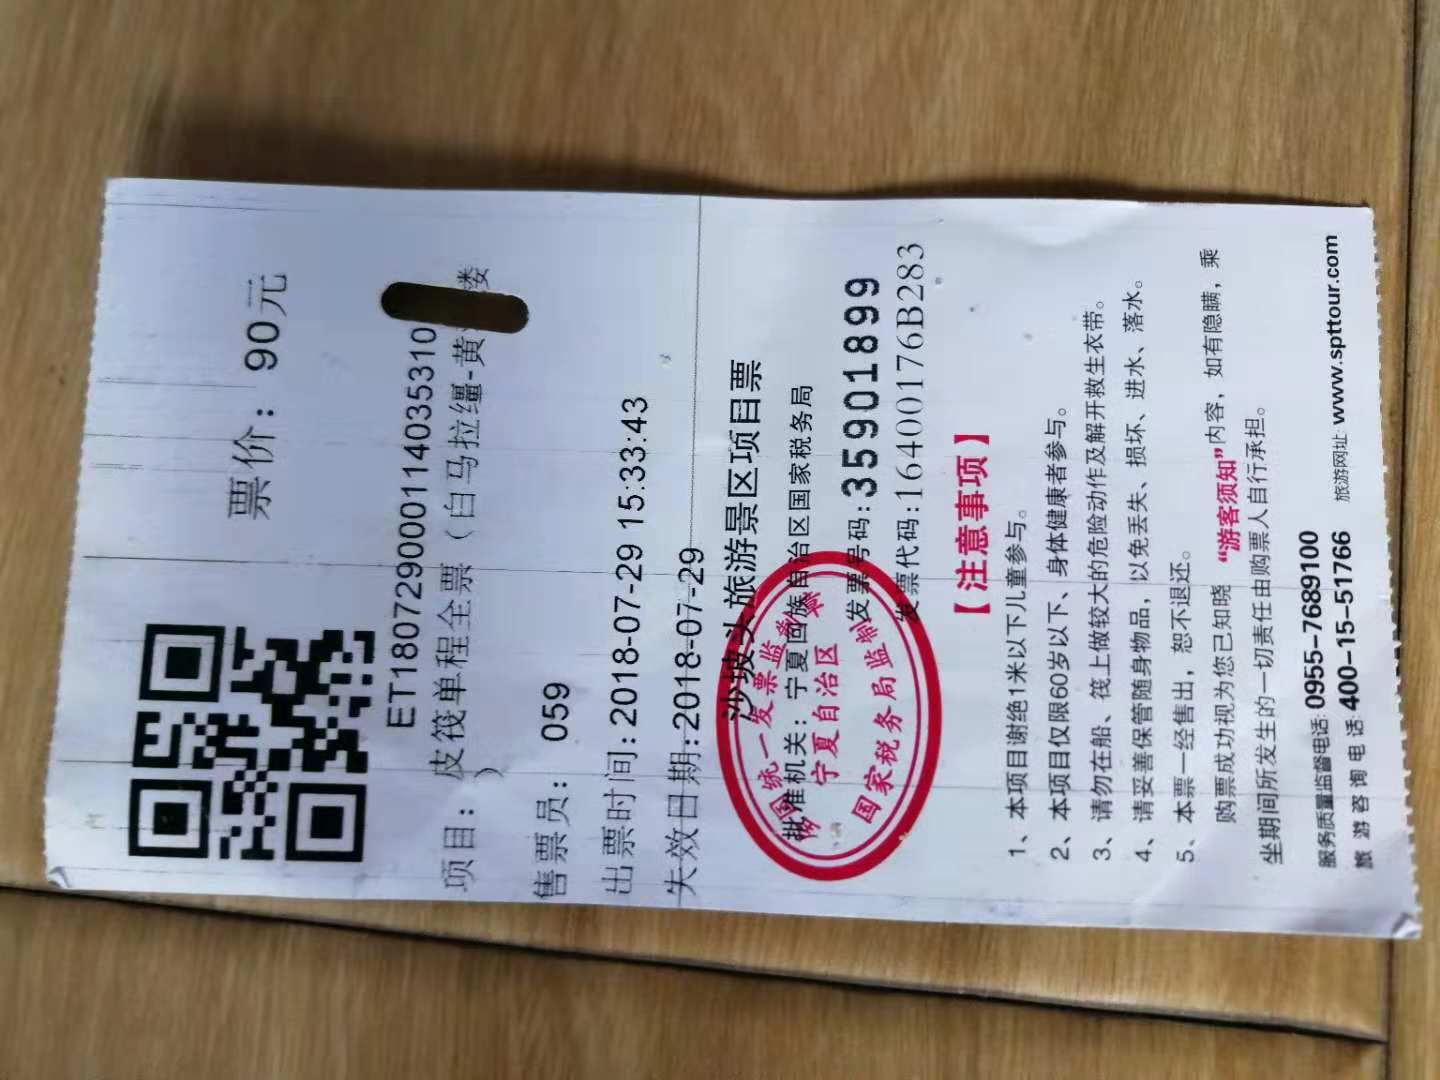 票价：90元
ET180729000114035310
项目：皮筏单程全票（白马拉缰-黄
）
售票员：059
出票时间:2018-07-29 15:33:43
失效日期:2018-07-29
沙坡头旅游景区项目票
批准机关：宁夏回族自治区国家税务局
发票号码:35901899
发票代码:16400176B283
全国统一发票监制章
宁夏自治区
国家税务局监制
【注意事项】
1、本项目谢绝1米以下儿童参与。
2、本项目仅限60岁以下、身体健康者参与。
3、请勿在船、筏上做较大的危险动作及解开救生衣带。
4、请妥善保管随身物品，以免丢失、损坏、进水、落水。
5、本票一经售出，恕不退还。
购票成功视为您已知晓“游客须知”内容，如有隐瞒，乘
坐期间所发生的一切责任由购票人自行承担。
服务质量监督电话:0955-7689100
旅游咨询电话:400-15-51766 旅游网址:www.spttour.com